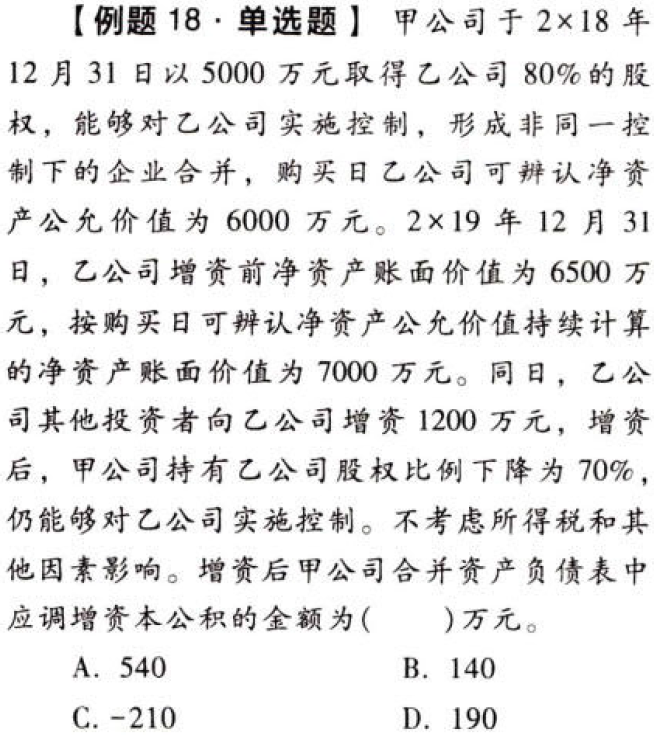 【例题 18·单选题】 甲公司于 2×18 年
12 月 31 日以 5000 万元取得乙公司 80%的股
权，能够对乙公司实施控制，形成非同一控
制下的企业合并，购买日乙公司可辨认净资
产公允价值为 6000 万元。2×19 年 12 月 31
日，乙公司增资前净资产账面价值为 6500 万
元，按购买日可辨认净资产公允价值持续计算
的净资产账面价值为 7000 万元。同日，乙公
司其他投资者向乙公司增资 1200 万元，增资
后，甲公司持有乙公司股权比例下降为 70%，
仍能够对乙公司实施控制。不考虑所得税和其
他因素影响。增资后甲公司合并资产负债表中
应调增资本公积的金额为(　　)万元。
A. 540　B. 140
C. -210　D. 190